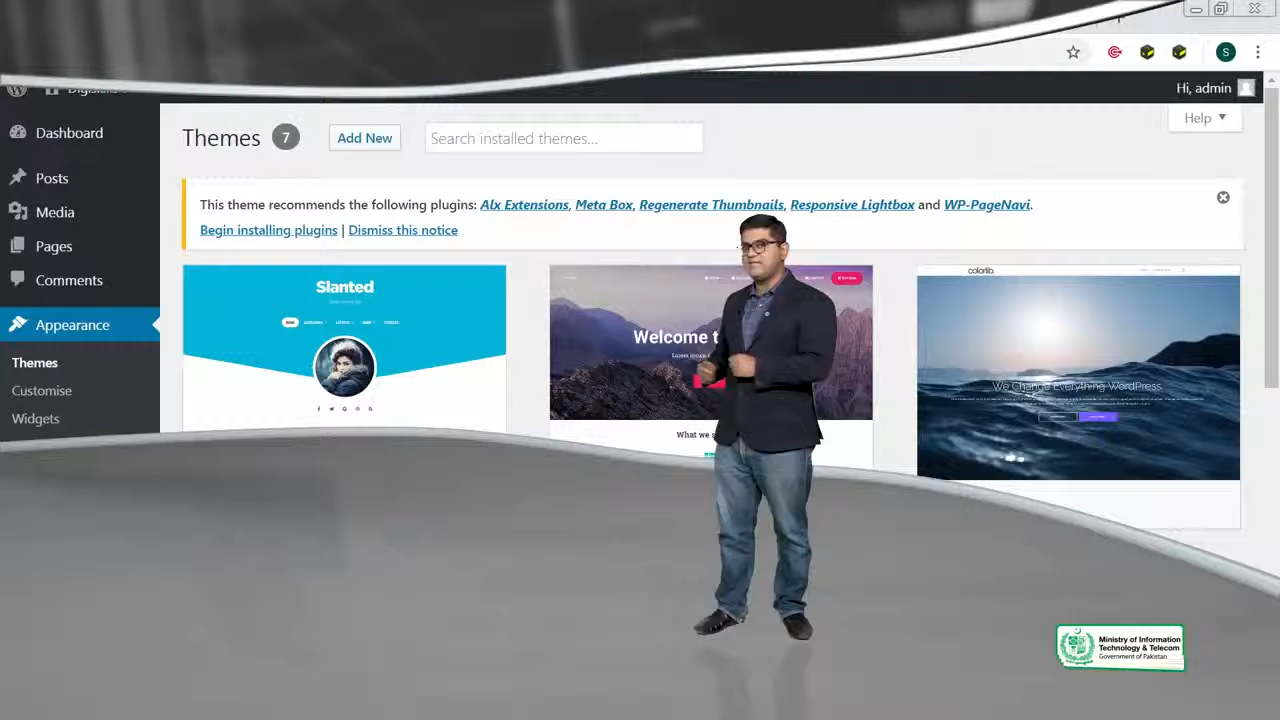 Hi, admin
Dashboard
Posts
Media
Pages
Comments
Appearance
Themes
Customise
Widgets
Themes 7 Add New Search installed themes...
Help
This theme recommends the following plugins: Alx Extensions, Meta Box, Regenerate Thumbnails, Responsive Lightbox and WP-PageNavi.
Begin installing plugins | Dismiss this notice
Slanted
Welcome t
Lorem ipsum
What we s
colorlib.
We Change Everything WordPress.
S
Ministry of Information
Technology & Telecom
Government of Pakistan